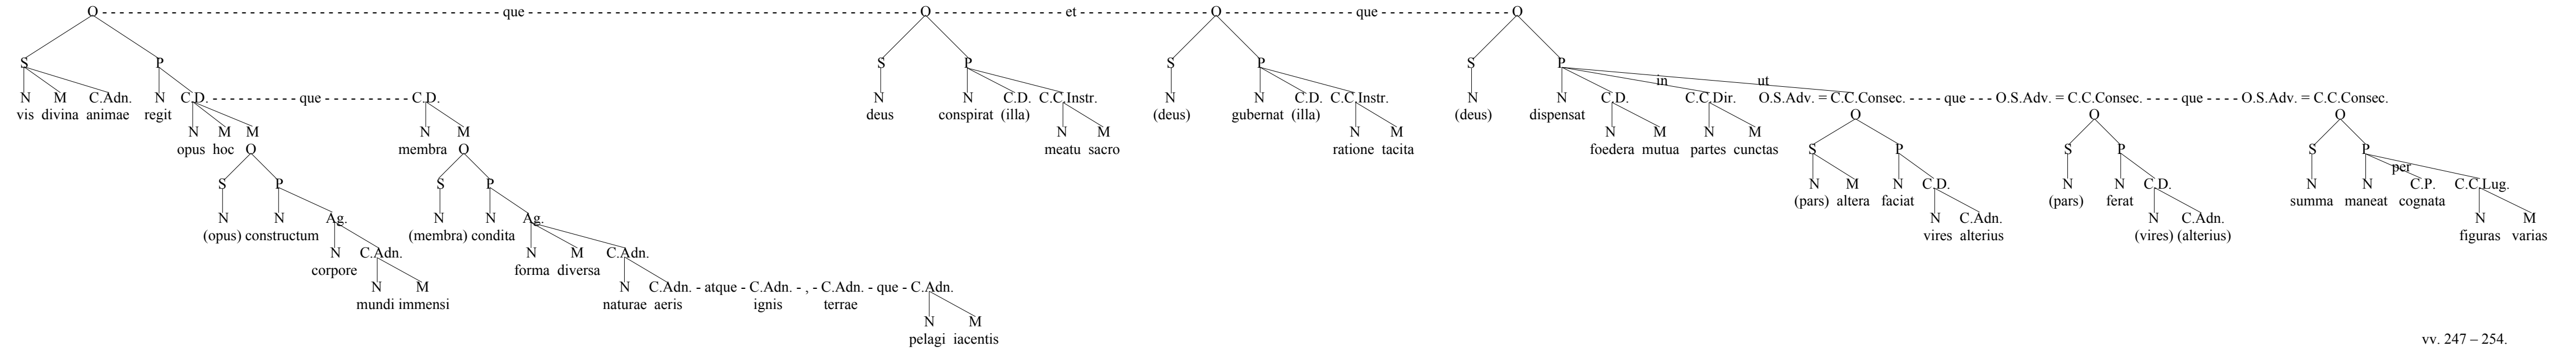 O - - - que - - - O - - - et - - - O - - - que - - - O
S P S P S P S P
in ut
N M C.Adn. N C.D. - - - que - - - C.D. N N C.D. C.C.Instr. N N C.D. C.C.Instr. N N C.D. C.C.Dir. O.S.Adv. = C.C.Consec. - - - - que - - - O.S.Adv. = C.C.Consec. - - - - que - - - - O.S.Adv. = C.C.Consec.
vis divina animae regit deus conspirat (illa) (deus) gubernat (illa) (deus) dispensat O O O
N M M N M N M N M N M N M
opus hoc O membra O meatu sacro ratione tacita foedera mutua partes cunctas S P S P S P
per
S P S P N M N C.D. N N C.D. N N C.P. C.C.Lug.
(pars) altera faciat (pars) ferat summa maneat cognata
N N Ag. N N Ag. N C.Adn. N C.Adn. N M
(opus) constructum (membra) condita vires alterius (vires) (alterius) figuras varias
N C.Adn. N M C.Adn.
corpore forma diversa
N M N C.Adn. - atque - C.Adn. - , - C.Adn. - que - C.Adn.
mundi immensi naturae aeris ignis terrae
N M
pelagi iacentis vv. 247 – 254.